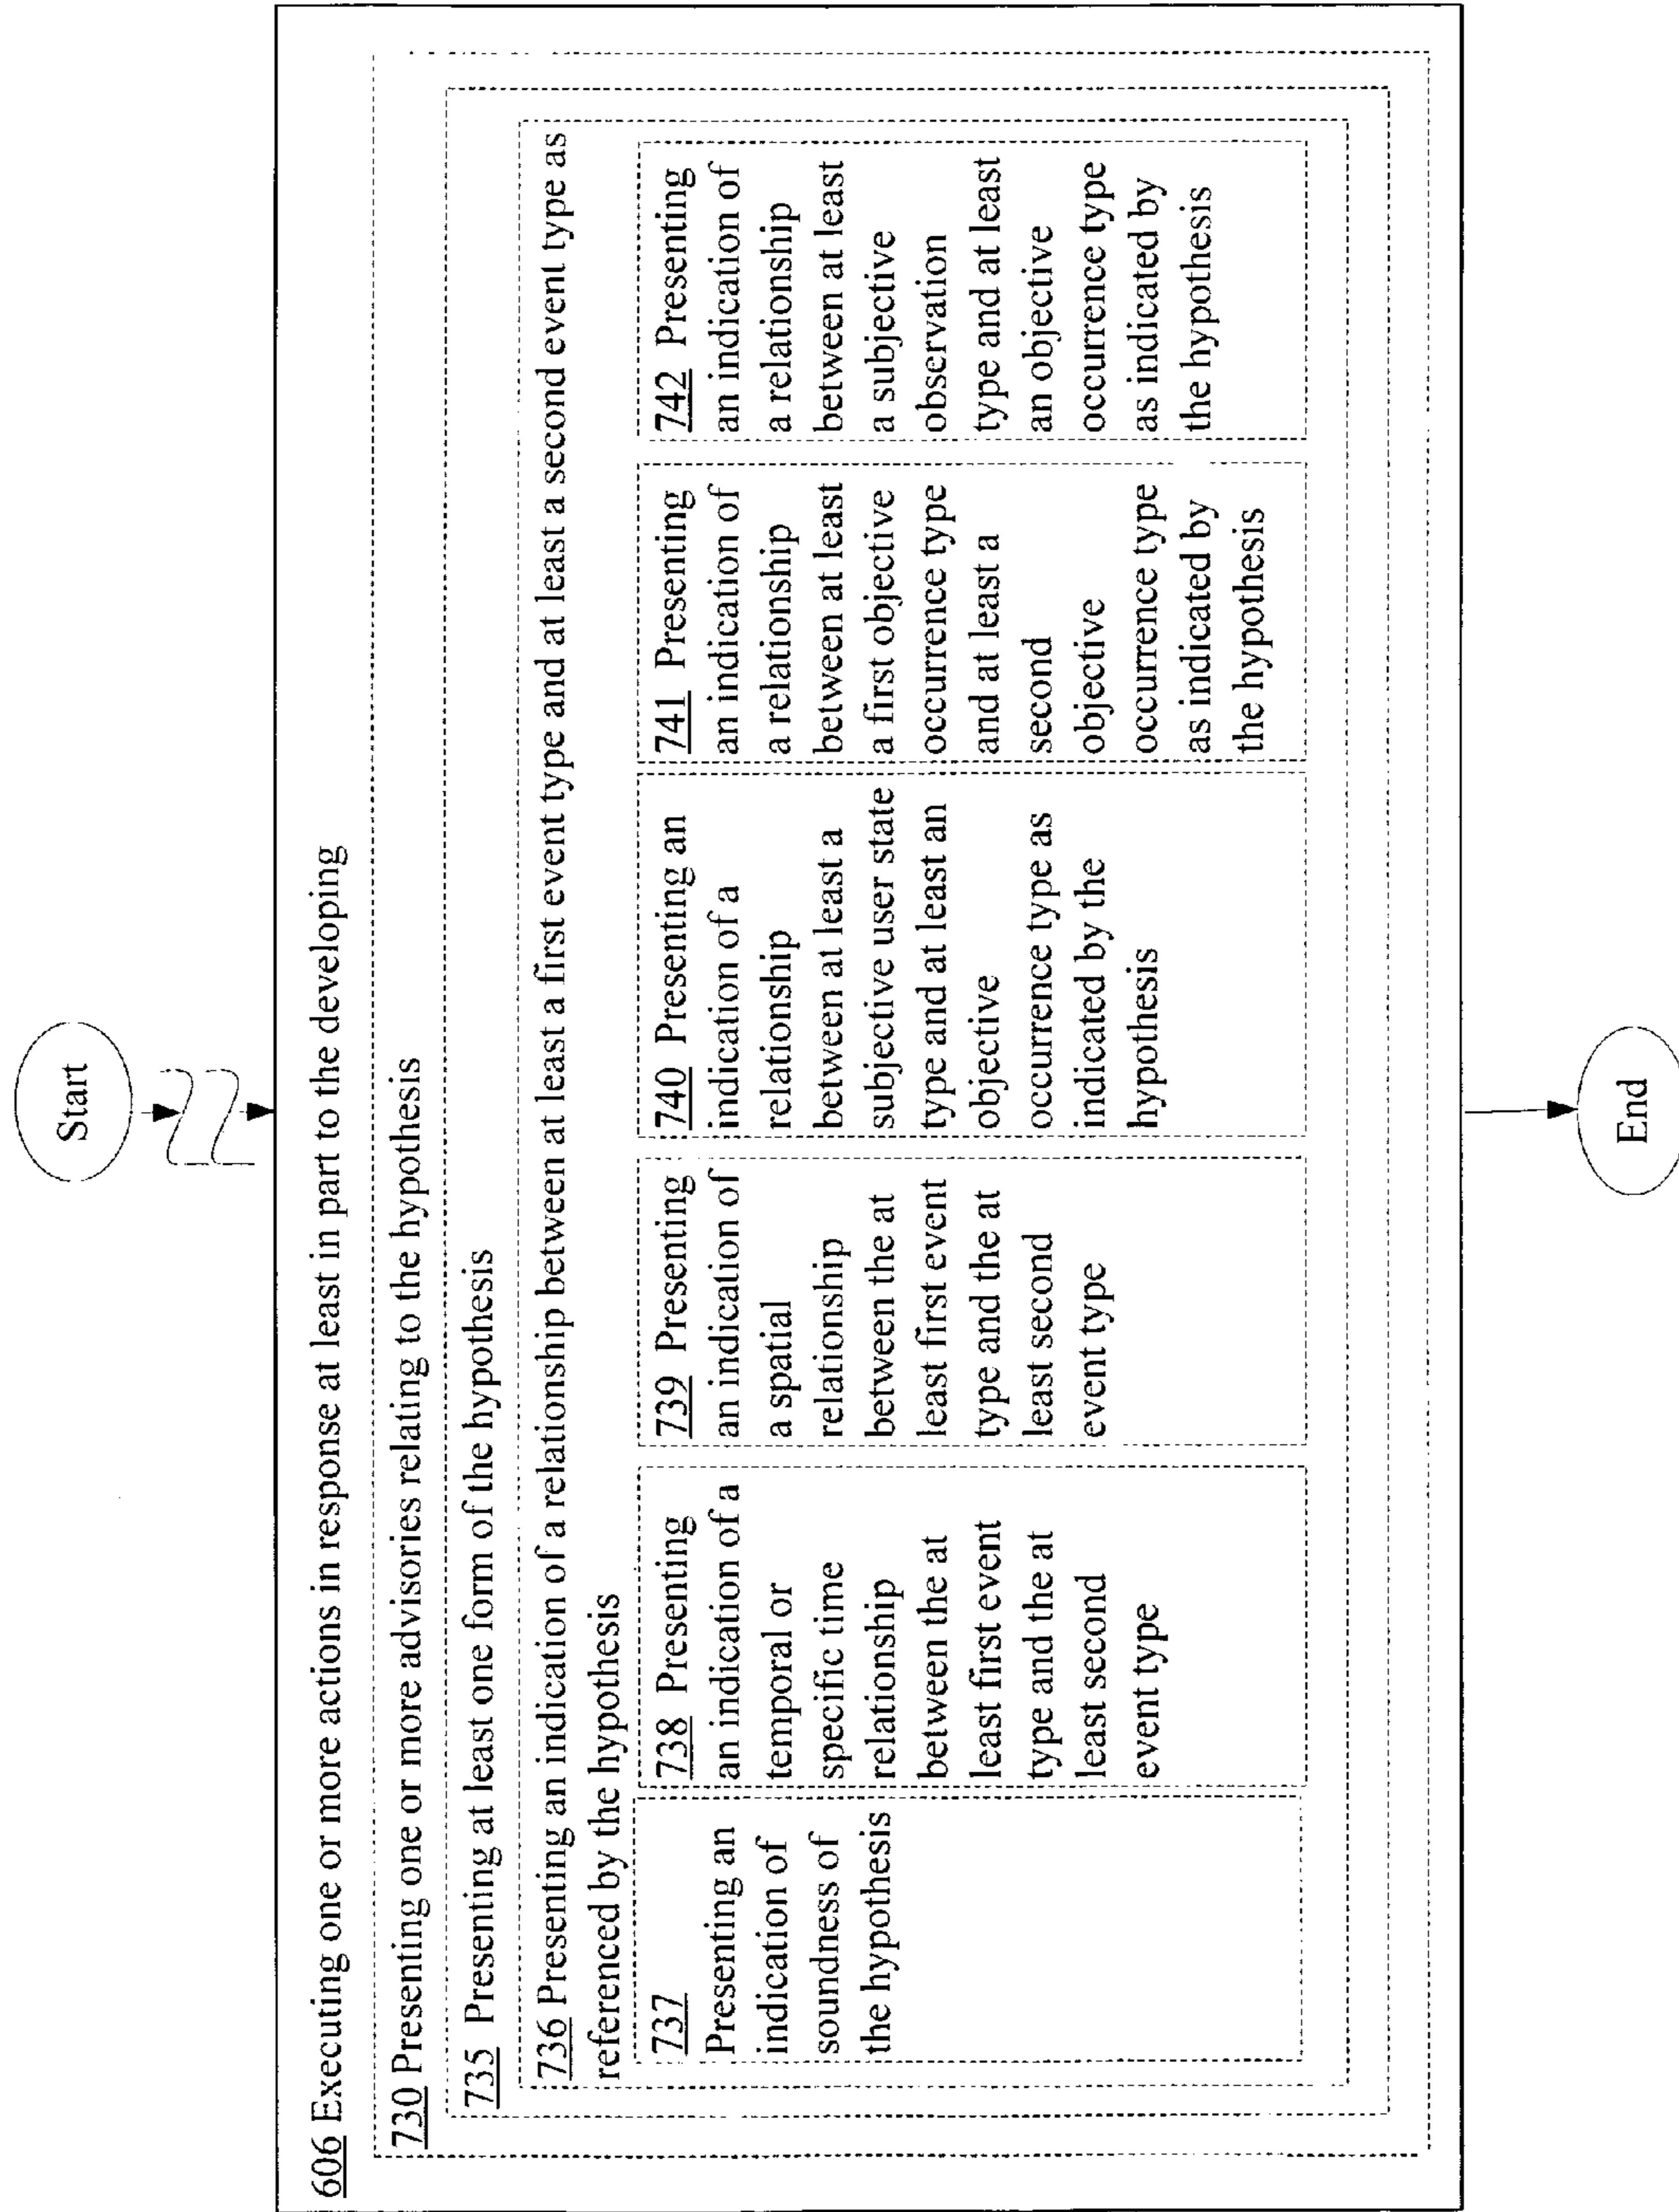 Start
606 Executing one or more actions in response at least in part to the developing
730 Presenting one or more advisories relating to the hypothesis
735 Presenting at least one form of the hypothesis
736 Presenting an indication of a relationship between at least a first event type and at least a second event type as
referenced by the hypothesis
737
Presenting an
indication of
soundness of
the hypothesis
738 Presenting
an indication of a
temporal or
specific time
relationship
between the at
least first event
type and the at
least second
event type
739 Presenting
an indication of
a spatial
relationship
between the at
least first event
type and the at
least second
event type
740 Presenting an
indication of a
relationship
between at least a
subjective user state
type and at least an
objective
occurrence type as
indicated by the
hypothesis
741 Presenting
an indication of
a relationship
between at least
a first objective
occurrence type
and at least a
second
objective
occurrence type
as indicated by
the hypothesis
742 Presenting
an indication of
a relationship
between at least
a subjective
observation
type and at least
an objective
occurrence type
as indicated by
the hypothesis
End